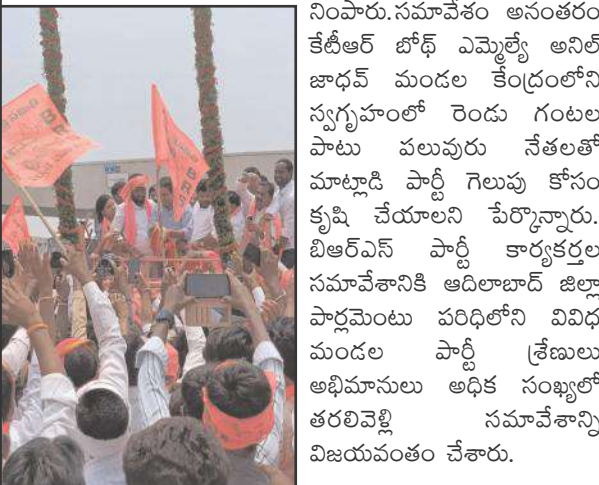 నింపారు.సమావేశం అనంతరం
కేటీఆర్ బోథ్ ఎమ్మెల్యే అనిల్
జాధవ్ మండల కేంద్రంలోని
స్వగృహంలో రెండు గంటల
పాటు పలువురు నేతలతో
మాట్లాడి పార్టీ గెలుపు కోసం
కృషి చేయాలని పేర్కొన్నారు.
బిఆర్ఎస్ పార్టీ కార్యకర్తల
సమావేశానికి ఆదిలాబాద్ జిల్లా
పార్లమెంటు పరిధిలోని వివిధ
మండల పార్టీ శ్రేణులు
అభిమానులు అధిక సంఖ్యలో
తరలివెళ్లి సమావేశాన్ని
విజయవంతం చేశారు.
BRS